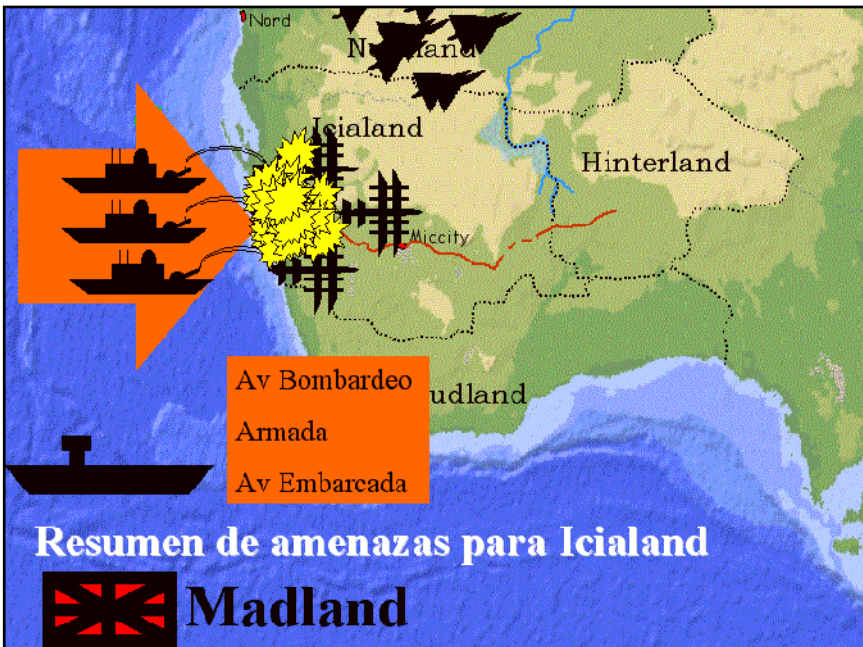 Nord
Icialand
Hinterland
Miccity
Av Bombardeo
udland
Armada
Av Embarcada
Resumen de amenazas para Icialand
Madland